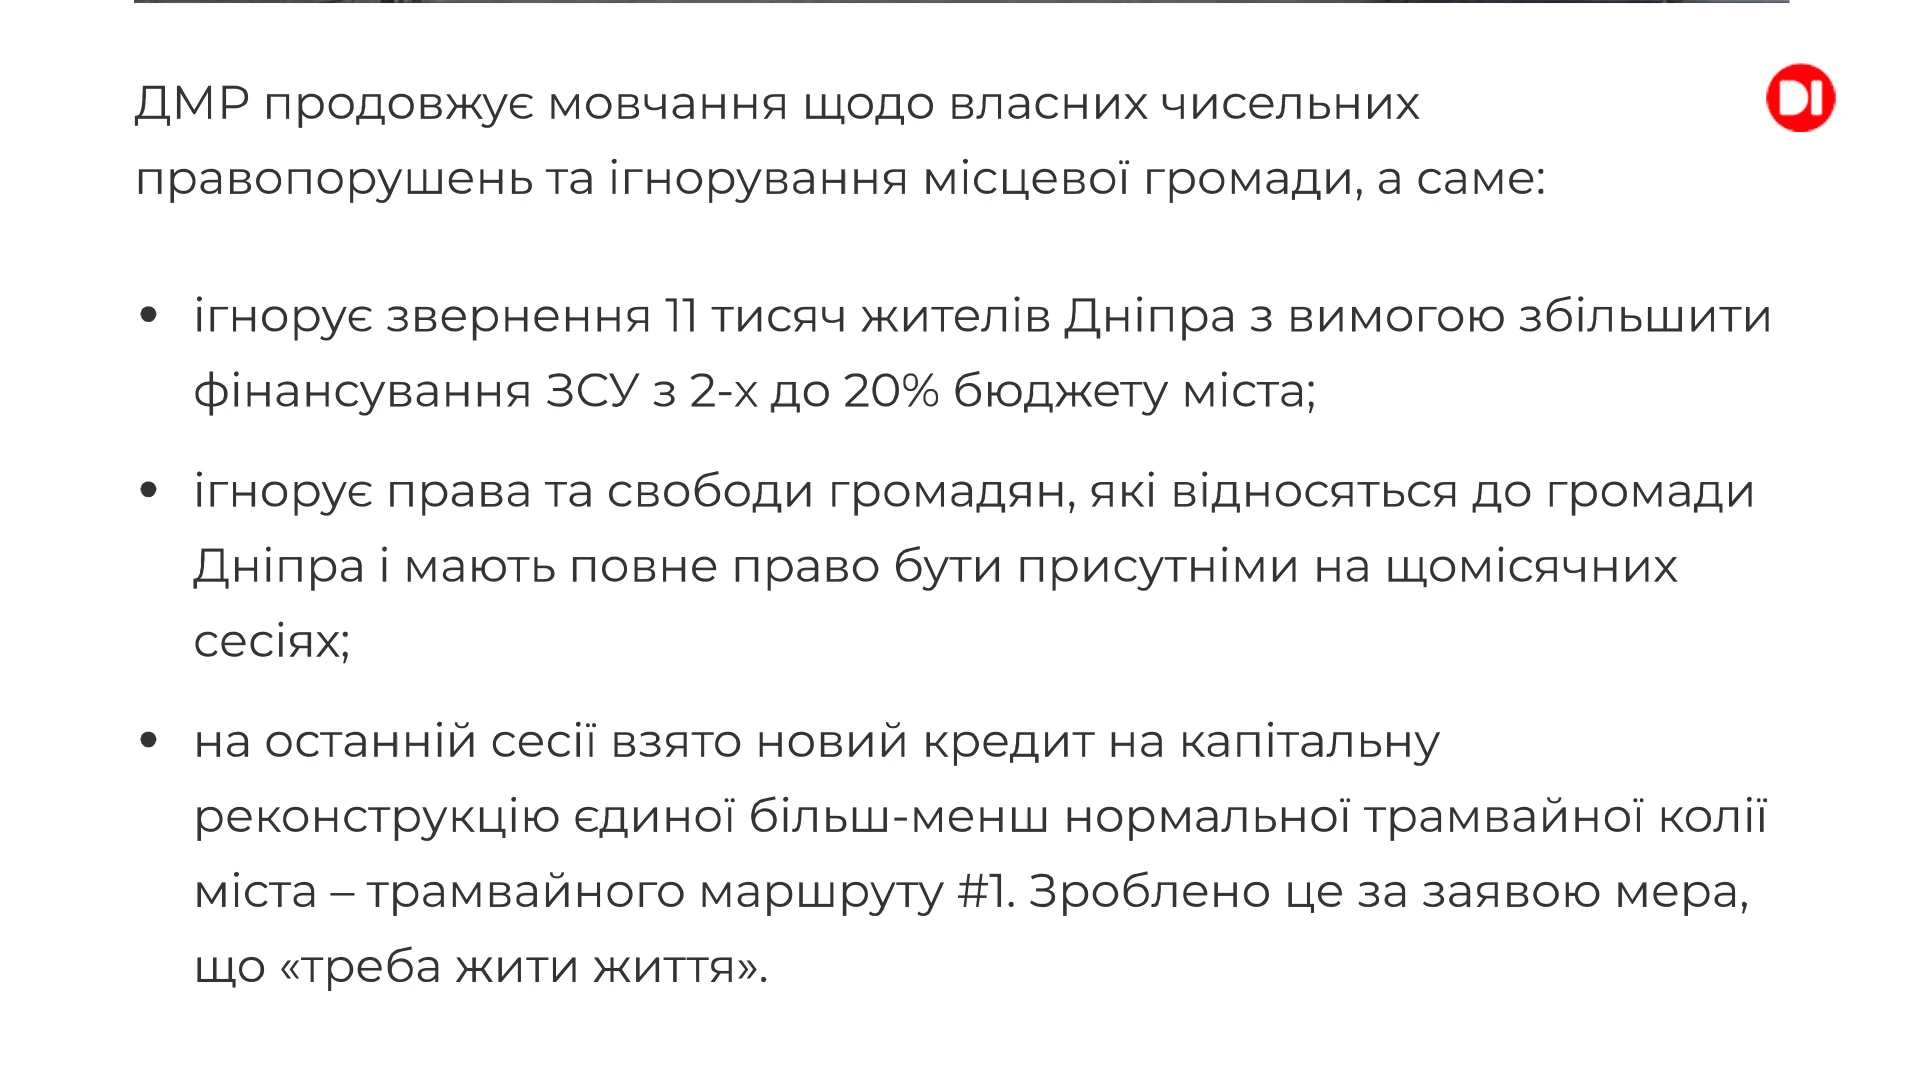 ДМР продовжує мовчання щодо власних чисельних
DI
правопорушень та ігнорування місцевої громади, а саме:
• ігнорує звернення 11 тисяч жителів Дніпра з вимогою збільшити
фінансування ЗСУ з 2-х до 20% бюджету міста;
• ігнорує права та свободи громадян, які відносяться до громади
Дніпра і мають повне право бути присутніми на щомісячних
сесіях;
• на останній сесії взято новий кредит на капітальну
реконструкцію єдиної більш-менш нормальної трамвайної колії
міста – трамвайного маршруту #1. Зроблено це за заявою мера,
що «треба жити життя».